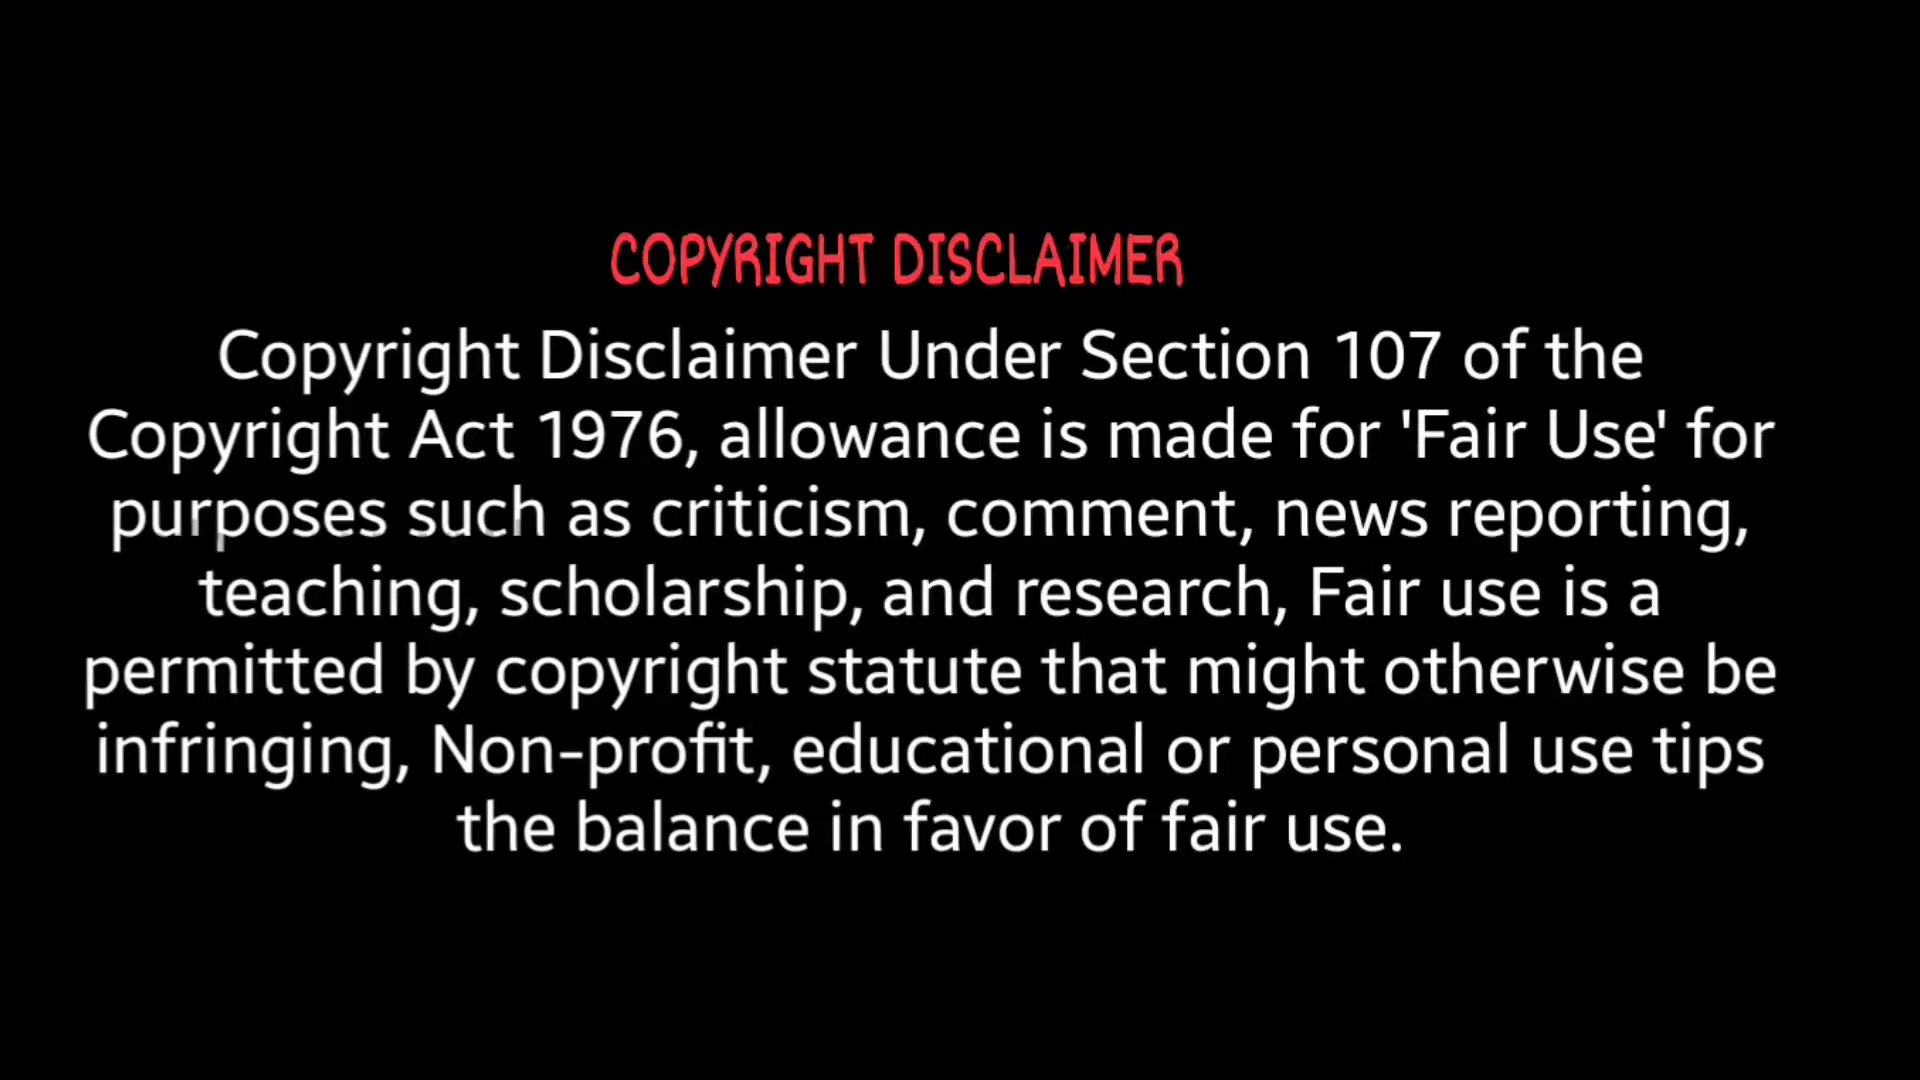 COPYRIGHT DISCLAIMER
Copyright Disclaimer Under Section 107 of the
Copyright Act 1976, allowance is made for 'Fair Use' for
purposes such as criticism, comment, news reporting,
teaching, scholarship, and research, Fair use is a
permitted by copyright statute that might otherwise be
infringing, Non-profit, educational or personal use tips
the balance in favor of fair use.